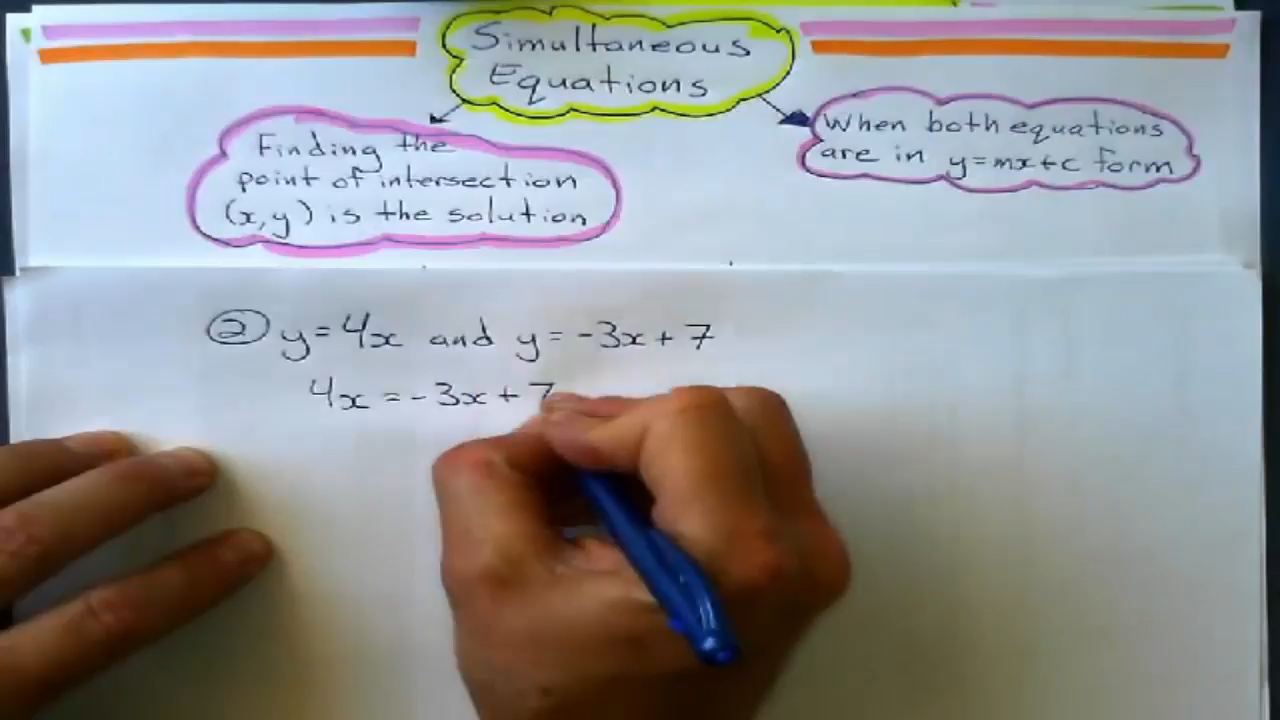 Simultaneous
Equations
Finding the
point of intersection
(x,y) is the solution
When both equations
are in y=mx+c form
② y=4x and y=-3x+7
4x=-3x+7